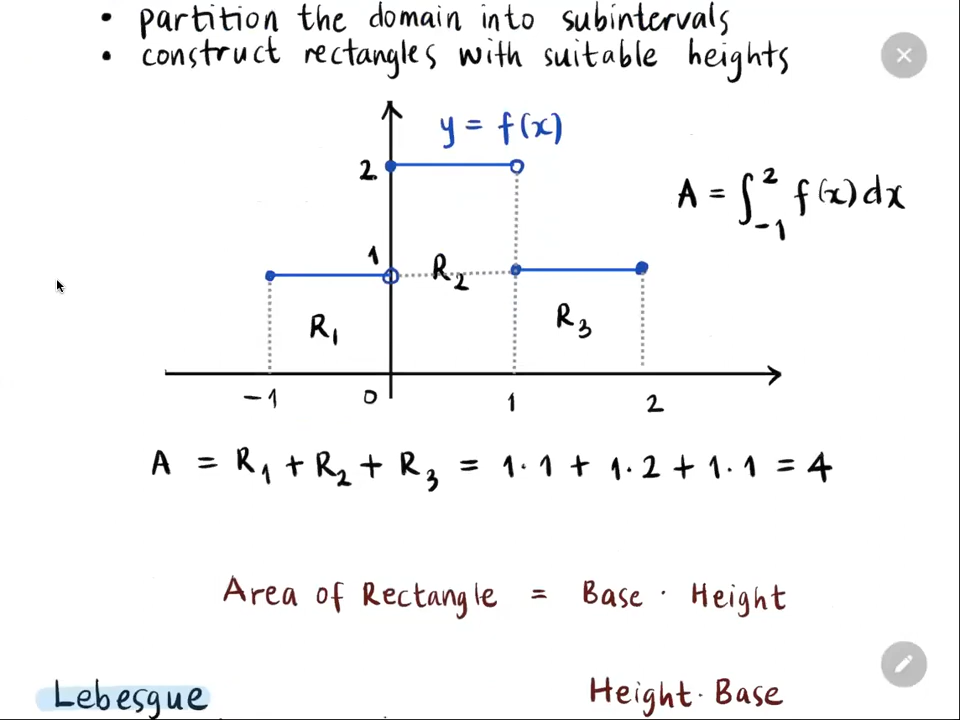 • partition the domain into subintervals
• construct rectangles with suitable heights
y = f(x)
2
A = ∫_{-1}^{2} f(x) dx
1
R₂
R₁
R₃
-1 0 1 2
A = R₁ + R₂ + R₃ = 1·1 + 1·2 + 1·1 = 4
Area of Rectangle = Base · Height
Lebesgue Height · Base